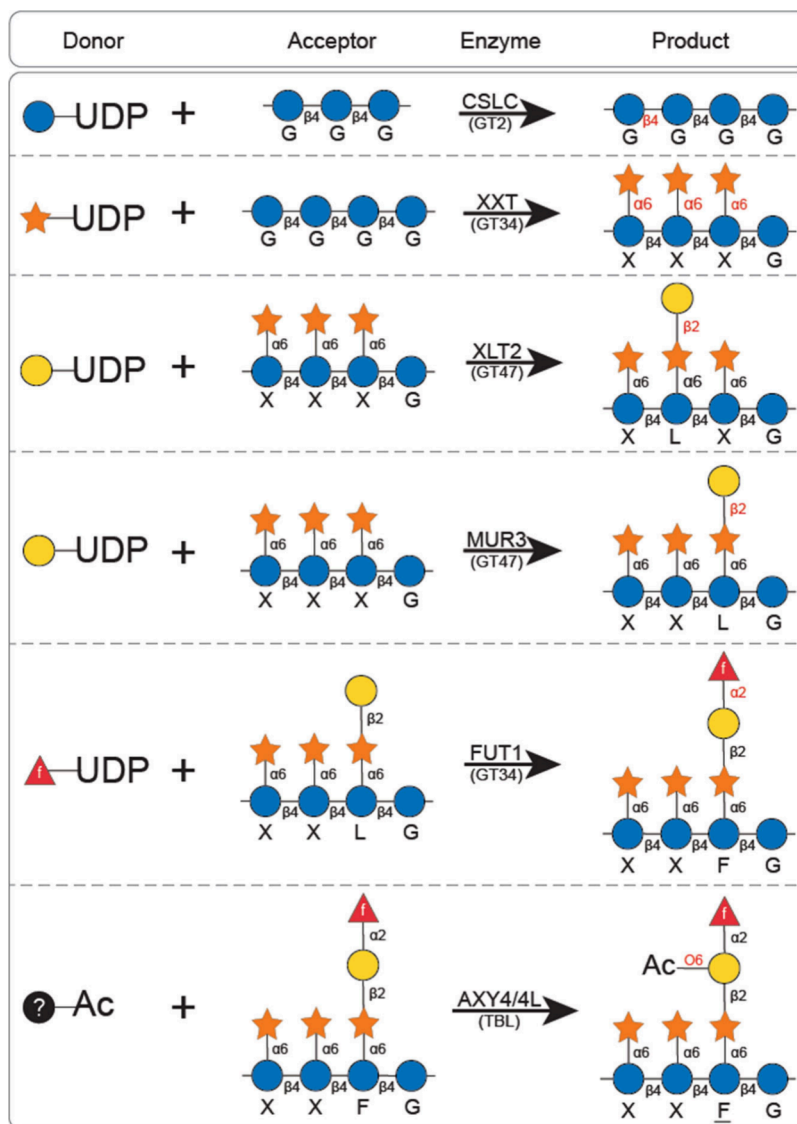 Donor Acceptor Enzyme Product
UDP + β4 β4 CSLC β4 β4 β4
G G G (GT2) G G G G
α6 α6 α6
UDP + β4 β4 β4 XXT β4 β4 β4
G G G G (GT34) X X X G
β2
α6 α6 α6 α6 α6 α6
UDP + β4 β4 β4 XLT2 β4 β4 β4
X X X G (GT47) X L X G
β2
α6 α6 α6 α6 α6 α6
UDP + β4 β4 β4 MUR3 β4 β4 β4
X X X G (GT47) X X L G
f
α2
β2 β2
f UDP + α6 α6 α6 FUT1 α6 α6 α6
β4 β4 β4 (GT34) β4 β4 β4
X X L G X X F G
f f
α2 α2
Ac O6
β2 β2
? Ac + α6 α6 α6 AXY4/4L α6 α6 α6
β4 β4 β4 (TBL) β4 β4 β4
X X F G X X F G